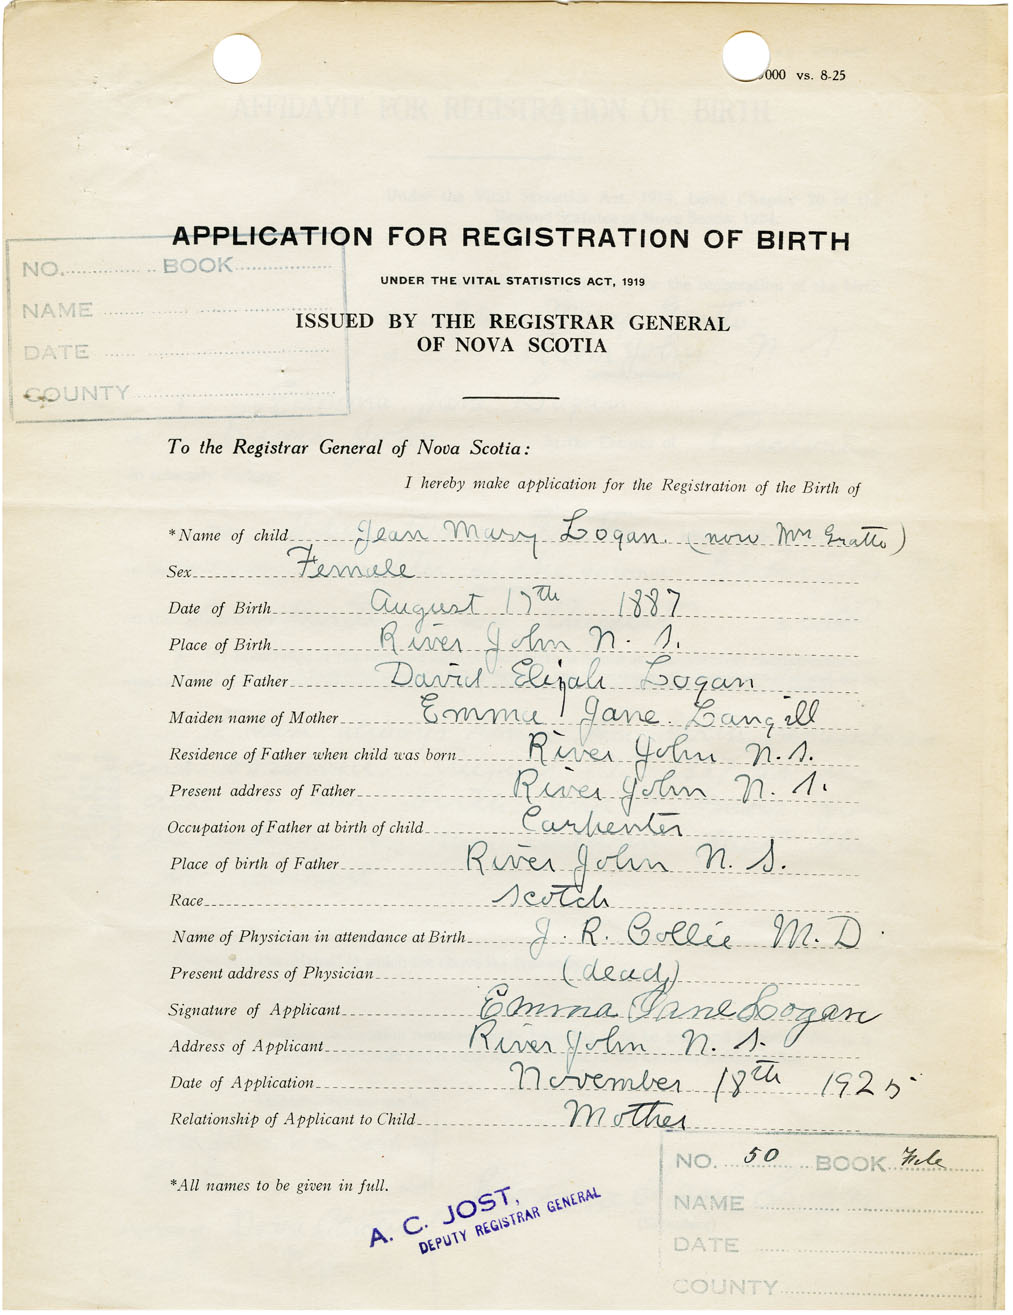 000 vs. 8-25
APPLICATION FOR REGISTRATION OF BIRTH
NO. BOOK
UNDER THE VITAL STATISTICS ACT, 1919
NAME
ISSUED BY THE REGISTRAR GENERAL
OF NOVA SCOTIA
DATE
COUNTY
To the Registrar General of Nova Scotia:
I hereby make application for the Registration of the Birth of
*Name of child Jean Mary Logan. (now Mrs Gratto)
Sex Female
Date of Birth August 17th 1887
Place of Birth River John N. S.
Name of Father David Elijah Logan
Maiden name of Mother Emma Jane Langill
Residence of Father when child was born River John N. S.
Present address of Father River John N. S.
Occupation of Father at birth of child Carpenter
Place of birth of Father River John N. S.
Race Scotch
Name of Physician in attendance at Birth J. R. Collie M. D.
Present address of Physician (dead)
Signature of Applicant Emma Jane Logan
Address of Applicant River John N. S.
Date of Application November 18th 1925
Relationship of Applicant to Child Mother
NO. 50 BOOK File
*All names to be given in full.
NAME
A. C. JOST,
DEPUTY REGISTRAR GENERAL
DATE
COUNTY